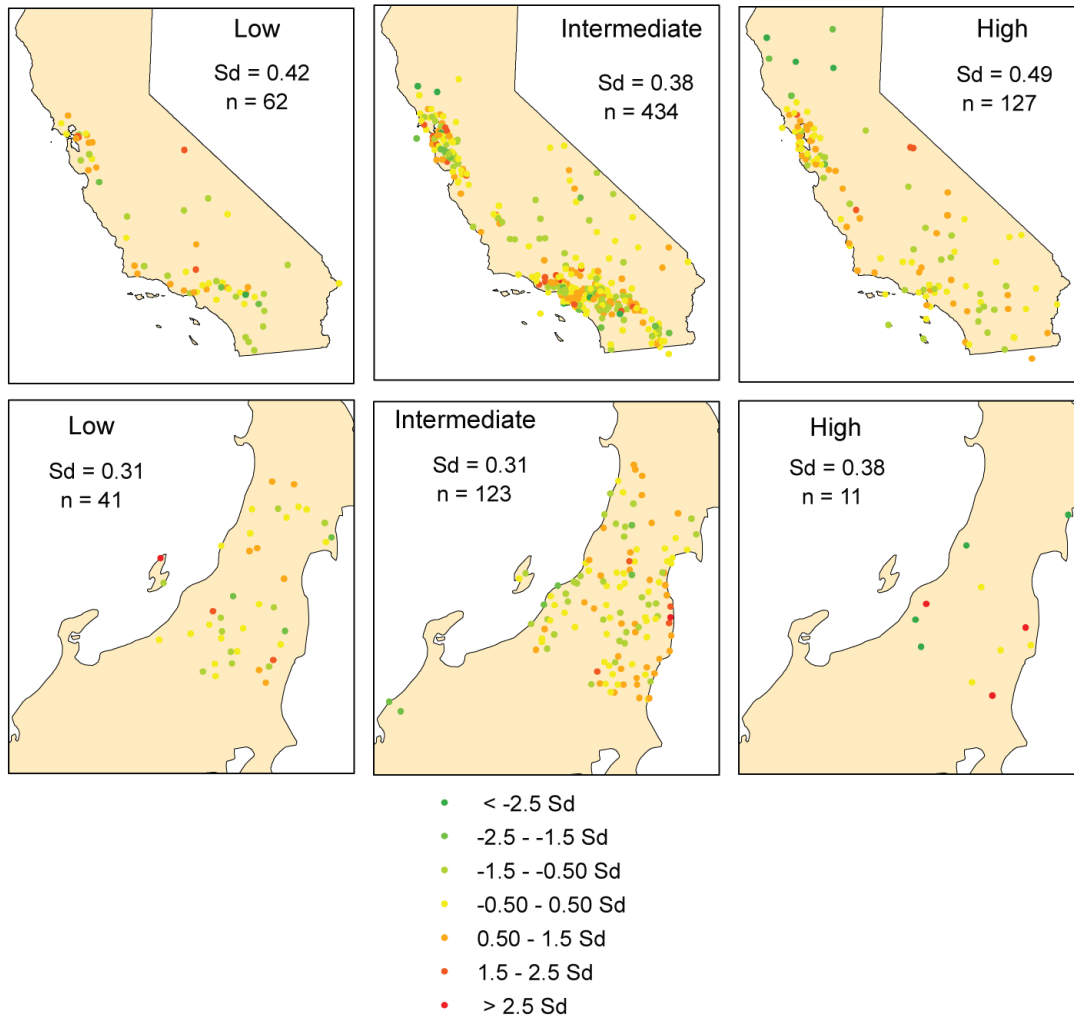 Low
Sd = 0.42
n = 62
Intermediate
Sd = 0.38
n = 434
High
Sd = 0.49
n = 127
Low
Sd = 0.31
n = 41
Intermediate
Sd = 0.31
n = 123
High
Sd = 0.38
n = 11
< -2.5 Sd
-2.5 - -1.5 Sd
-1.5 - -0.50 Sd
-0.50 - 0.50 Sd
0.50 - 1.5 Sd
1.5 - 2.5 Sd
> 2.5 Sd